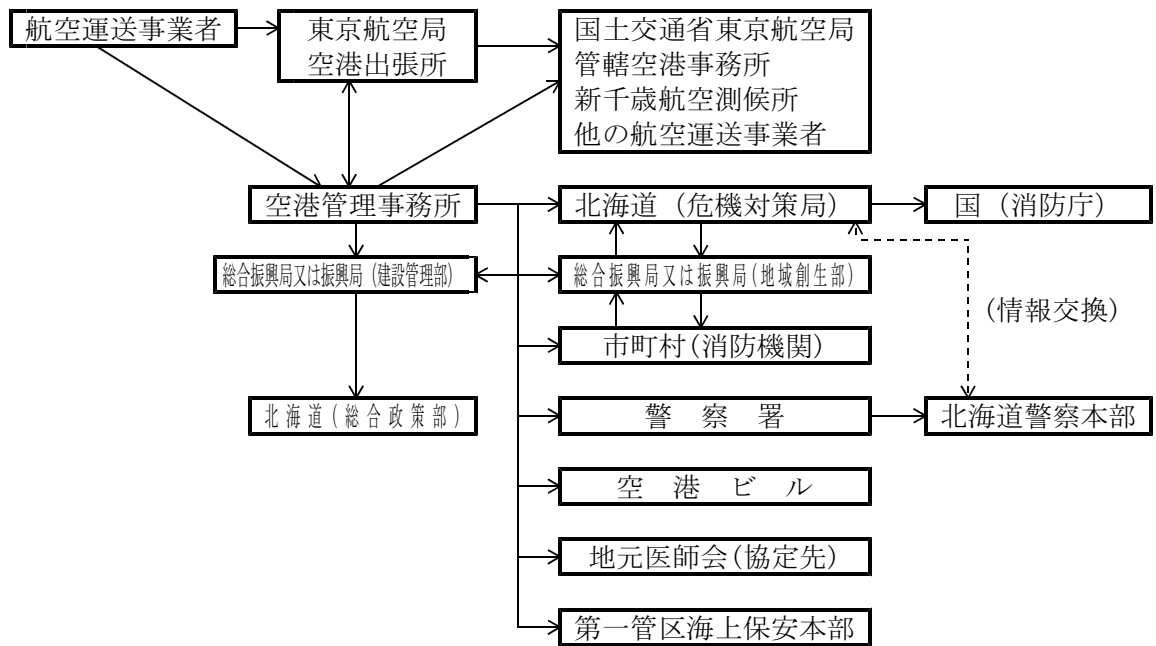 航空運送事業者
東京航空局
空港出張所
国土交通省東京航空局
管轄空港事務所
新千歳航空測候所
他の航空運送事業者
空港管理事務所
北海道（危機対策局）
国（消防庁）
総合振興局又は振興局（建設管理部）
総合振興局又は振興局(地域創生部)
（情報交換）
市町村(消防機関)
北海道(総合政策部)
警　察　署
北海道警察本部
空　港　ビ　ル
地元医師会(協定先)
第一管区海上保安本部